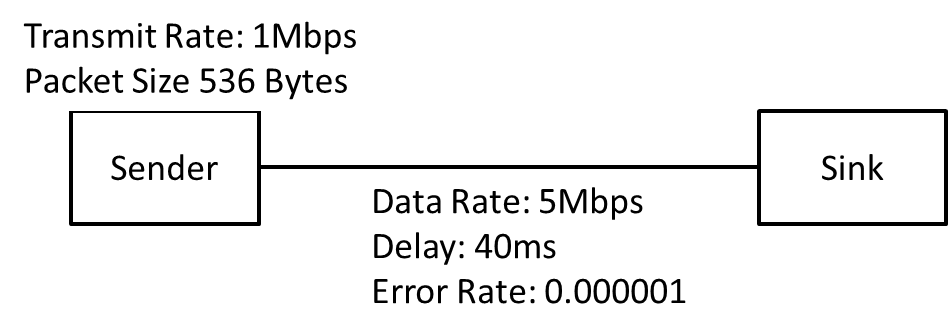 Transmit Rate: 1Mbps
Packet Size 536 Bytes
Sender
Sink
Data Rate: 5Mbps
Delay: 40ms
Error Rate: 0.000001